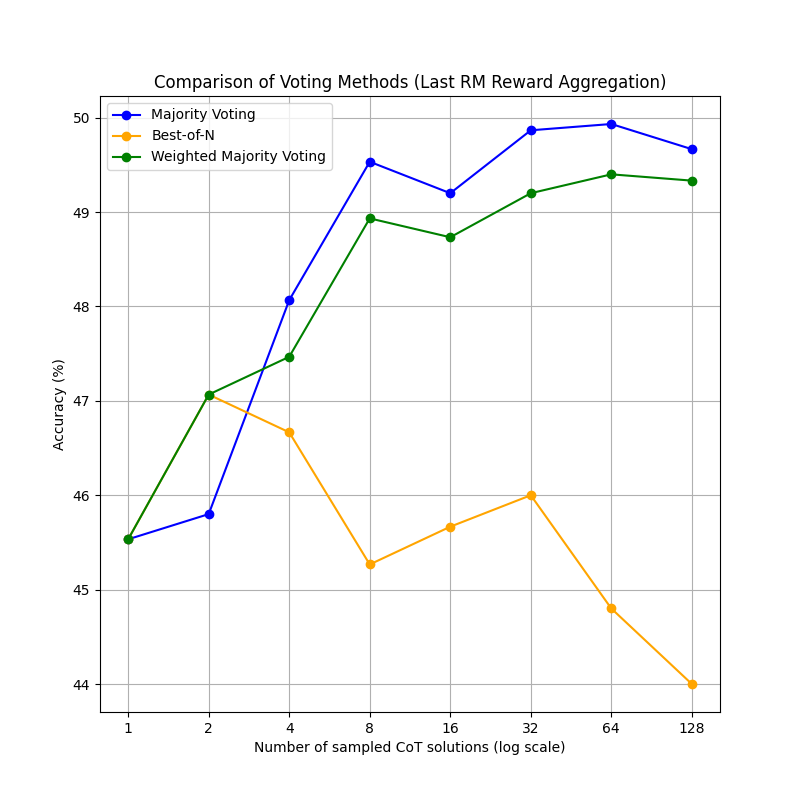 Comparison of Voting Methods (Last RM Reward Aggregation)
Majority Voting
Best-of-N
Weighted Majority Voting
50
49
48
47
46
45
44
Accuracy (%)
1 2 4 8 16 32 64 128
Number of sampled CoT solutions (log scale)